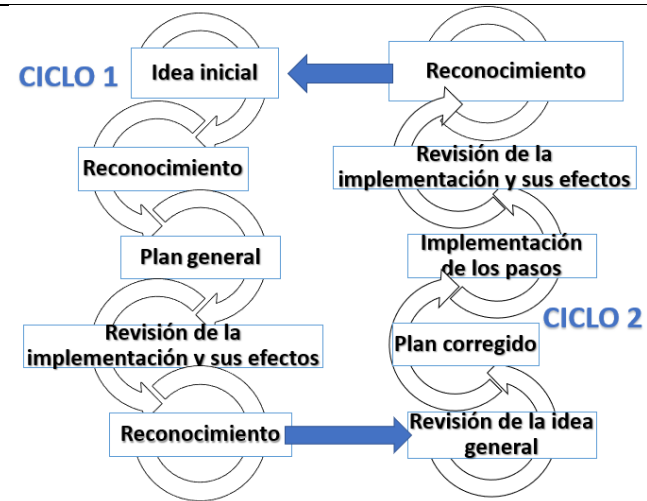 CICLO 1
Idea inicial
Reconocimiento
Plan general
Revisión de la
implementación y sus efectos
Reconocimiento
Reconocimiento
Revisión de la
implementación y sus efectos
Implementación
de los pasos
CICLO 2
Plan corregido
Revisión de la idea
general